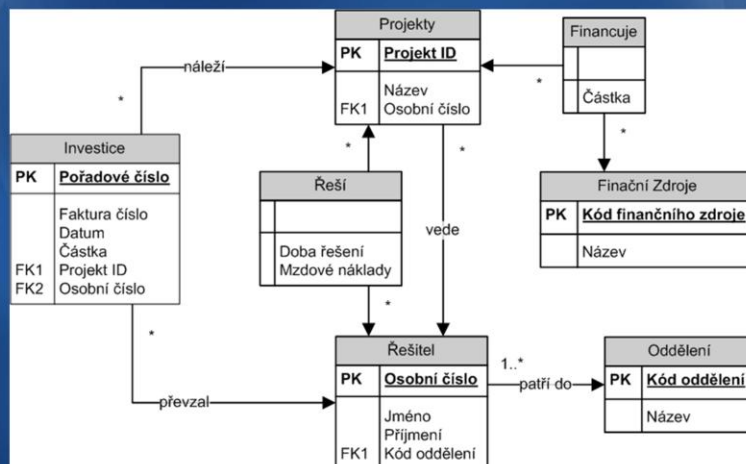 Projekty
PK Projekt ID
Název
FK1 Osobní číslo
Financuje
Částka
náleží
*
*
*
*
*
*
Investice
PK Pořadové číslo
Faktura číslo
Datum
Částka
FK1 Projekt ID
FK2 Osobní číslo
Řeší
Doba řešení
Mzdové náklady
vede
Finační Zdroje
PK Kód finančního zdroje
Název
*
*
převzal
Řešitel
PK Osobní číslo
Jméno
Příjmení
FK1 Kód oddělení
1..*
patří do
Oddělení
PK Kód oddělení
Název